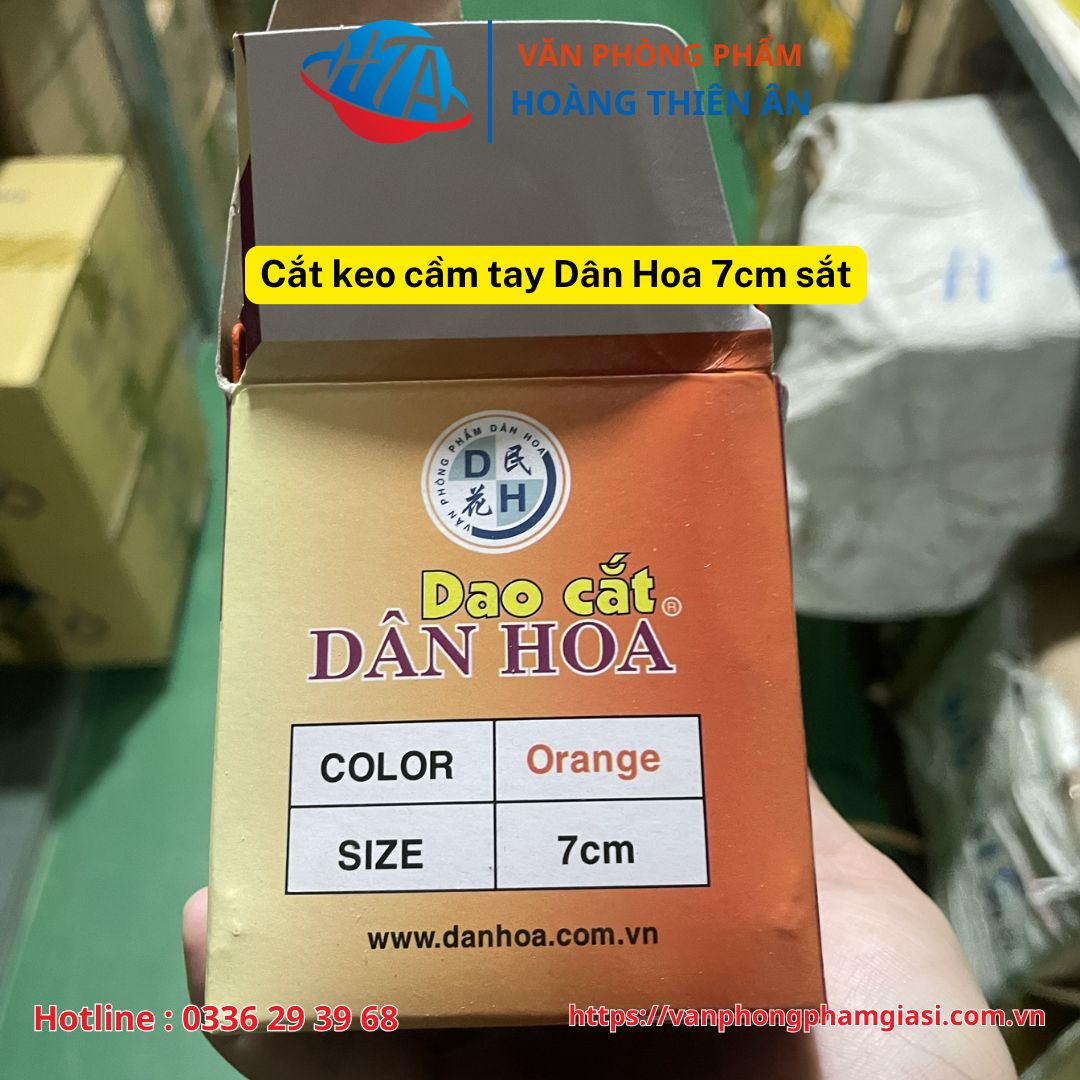 HTA
VĂN PHÒNG PHẨM
HOÀNG THIÊN ÂN
Cắt keo cầm tay Dân Hoa 7cm sắt
VĂN PHÒNG PHẨM DÂN HOA
D 民
花 H
Dao cắt ®
DÂN HOA
COLOR Orange
SIZE 7cm
www.danhoa.com.vn
Hotline : 0336 29 39 68
https://vanphongphamgiasi.com.vn